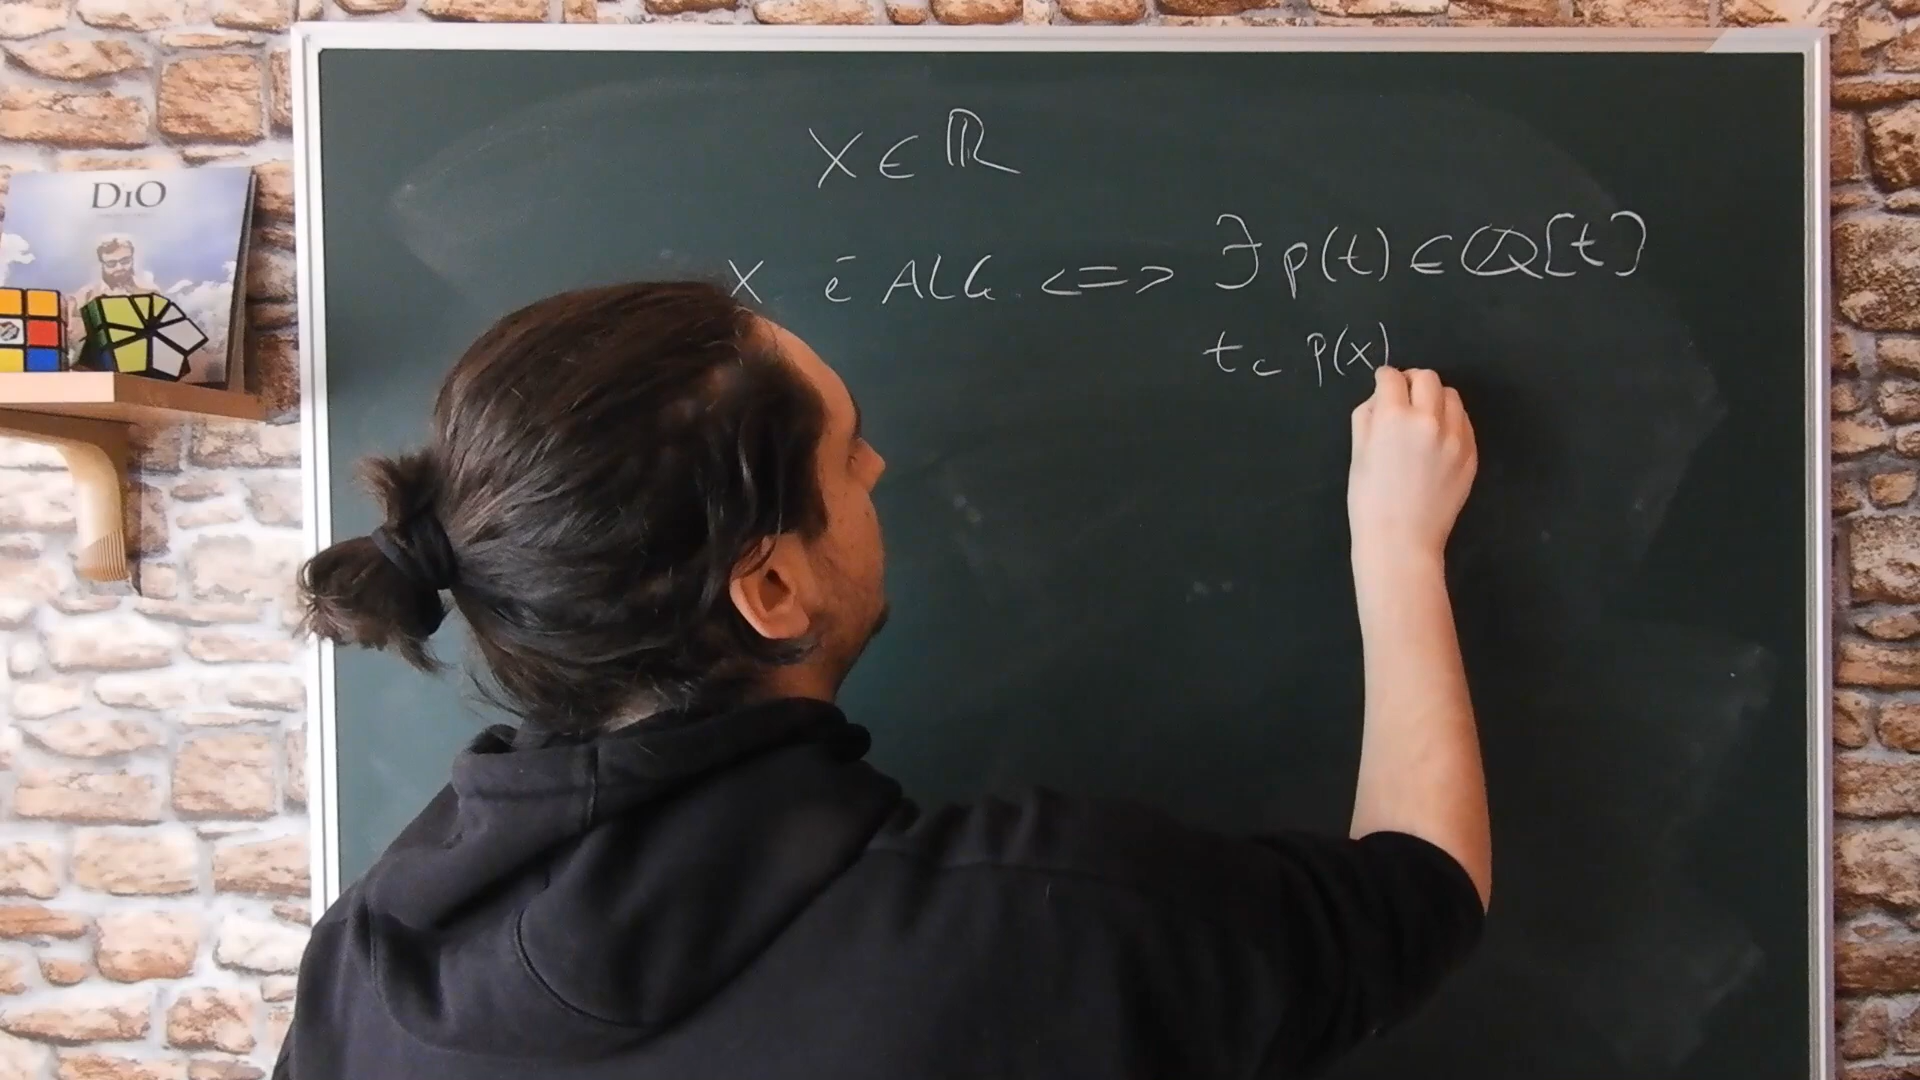 DiO
x ∈ ℝ
x è ALG. <=> ∃ p(t) ∈ ℚ[t]
t.c. p(x)